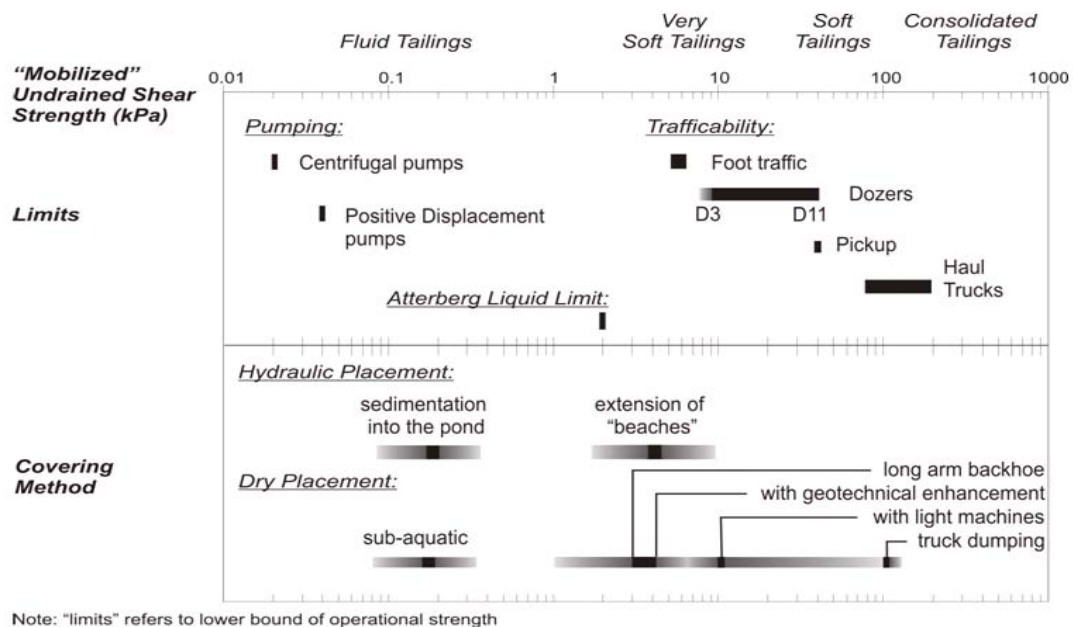 Very
Fluid Tailings Soft Tailings
Soft
Tailings
Consolidated
Tailings
"Mobilized"
Undrained Shear
Strength (kPa)
0.01 0.1 1 10 100 1000
Limits
Pumping:
Centrifugal pumps
Positive Displacement
pumps
Atterberg Liquid Limit:
Trafficability:
Foot traffic
Dozers
D3 D11
Pickup
Haul
Trucks
Covering
Method
Hydraulic Placement:
sedimentation
into the pond
extension of
"beaches"
Dry Placement:
sub-aquatic
long arm backhoe
with geotechnical enhancement
with light machines
truck dumping
Note: "limits" refers to lower bound of operational strength